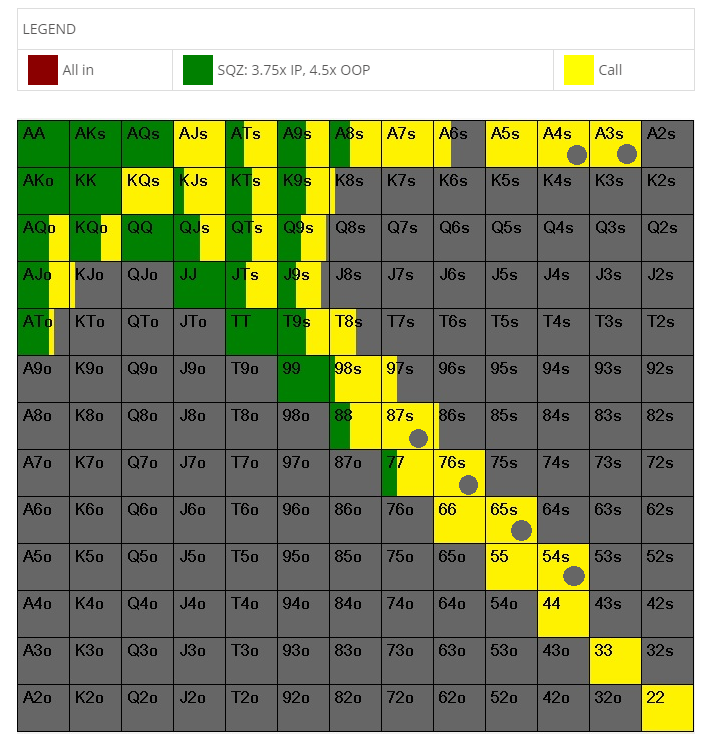 LEGEND
All in SQZ: 3.75x IP, 4.5x OOP Call
AA AKs AQs AJs ATs A9s A8s A7s A6s A5s A4s A3s A2s
AKo KK KQs KJs KTs K9s K8s K7s K6s K5s K4s K3s K2s
AQo KQo QQ QJs QTs Q9s Q8s Q7s Q6s Q5s Q4s Q3s Q2s
AJo KJo QJo JJ JTs J9s J8s J7s J6s J5s J4s J3s J2s
ATo KTo QTo JTo TT T9s T8s T7s T6s T5s T4s T3s T2s
A9o K9o Q9o J9o T9o 99 98s 97s 96s 95s 94s 93s 92s
A8o K8o Q8o J8o T8o 98o 88 87s 86s 85s 84s 83s 82s
A7o K7o Q7o J7o T7o 97o 87o 77 76s 75s 74s 73s 72s
A6o K6o Q6o J6o T6o 96o 86o 76o 66 65s 64s 63s 62s
A5o K5o Q5o J5o T5o 95o 85o 75o 65o 55 54s 53s 52s
A4o K4o Q4o J4o T4o 94o 84o 74o 64o 54o 44 43s 42s
A3o K3o Q3o J3o T3o 93o 83o 73o 63o 53o 43o 33 32s
A2o K2o Q2o J2o T2o 92o 82o 72o 62o 52o 42o 32o 22